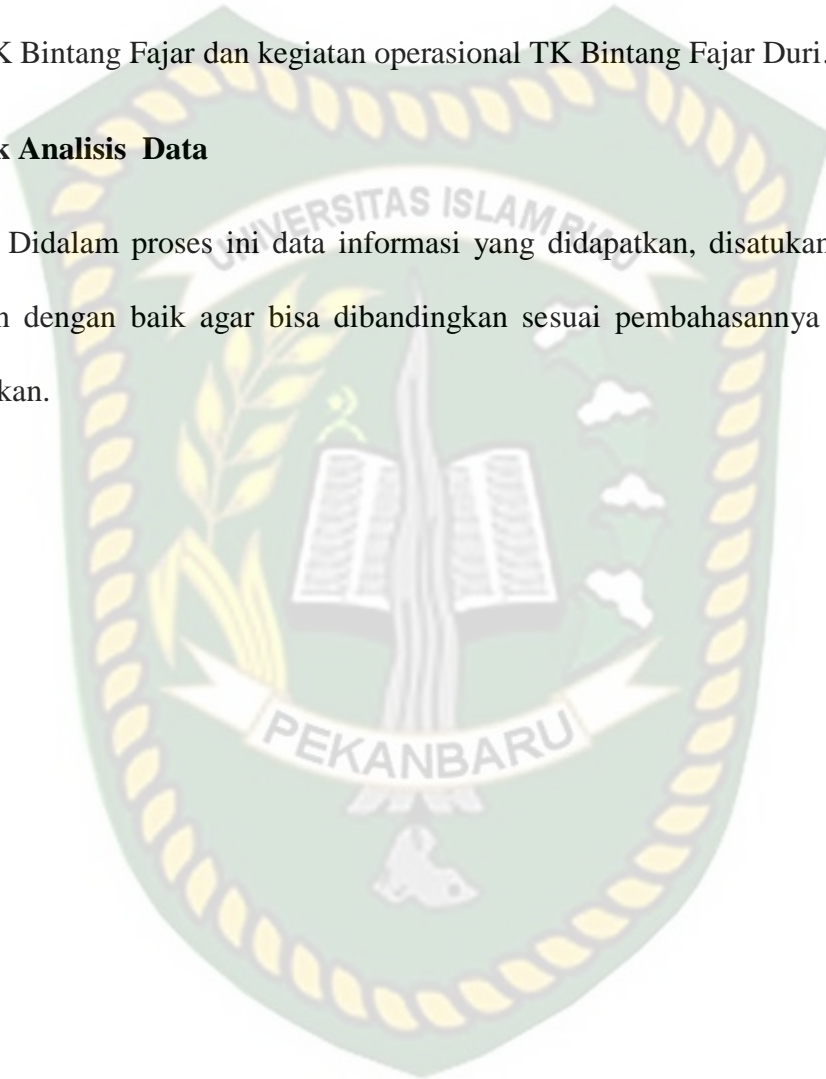 K Bintang Fajar dan kegiatan operasional TK Bintang Fajar Duri.
k Analisis Data
UNIVERSITAS ISLAM RIAU
Didalam proses ini data informasi yang didapatkan, disatukan
n dengan baik agar bisa dibandingkan sesuai pembahasannya
kan.
PEKANBARU